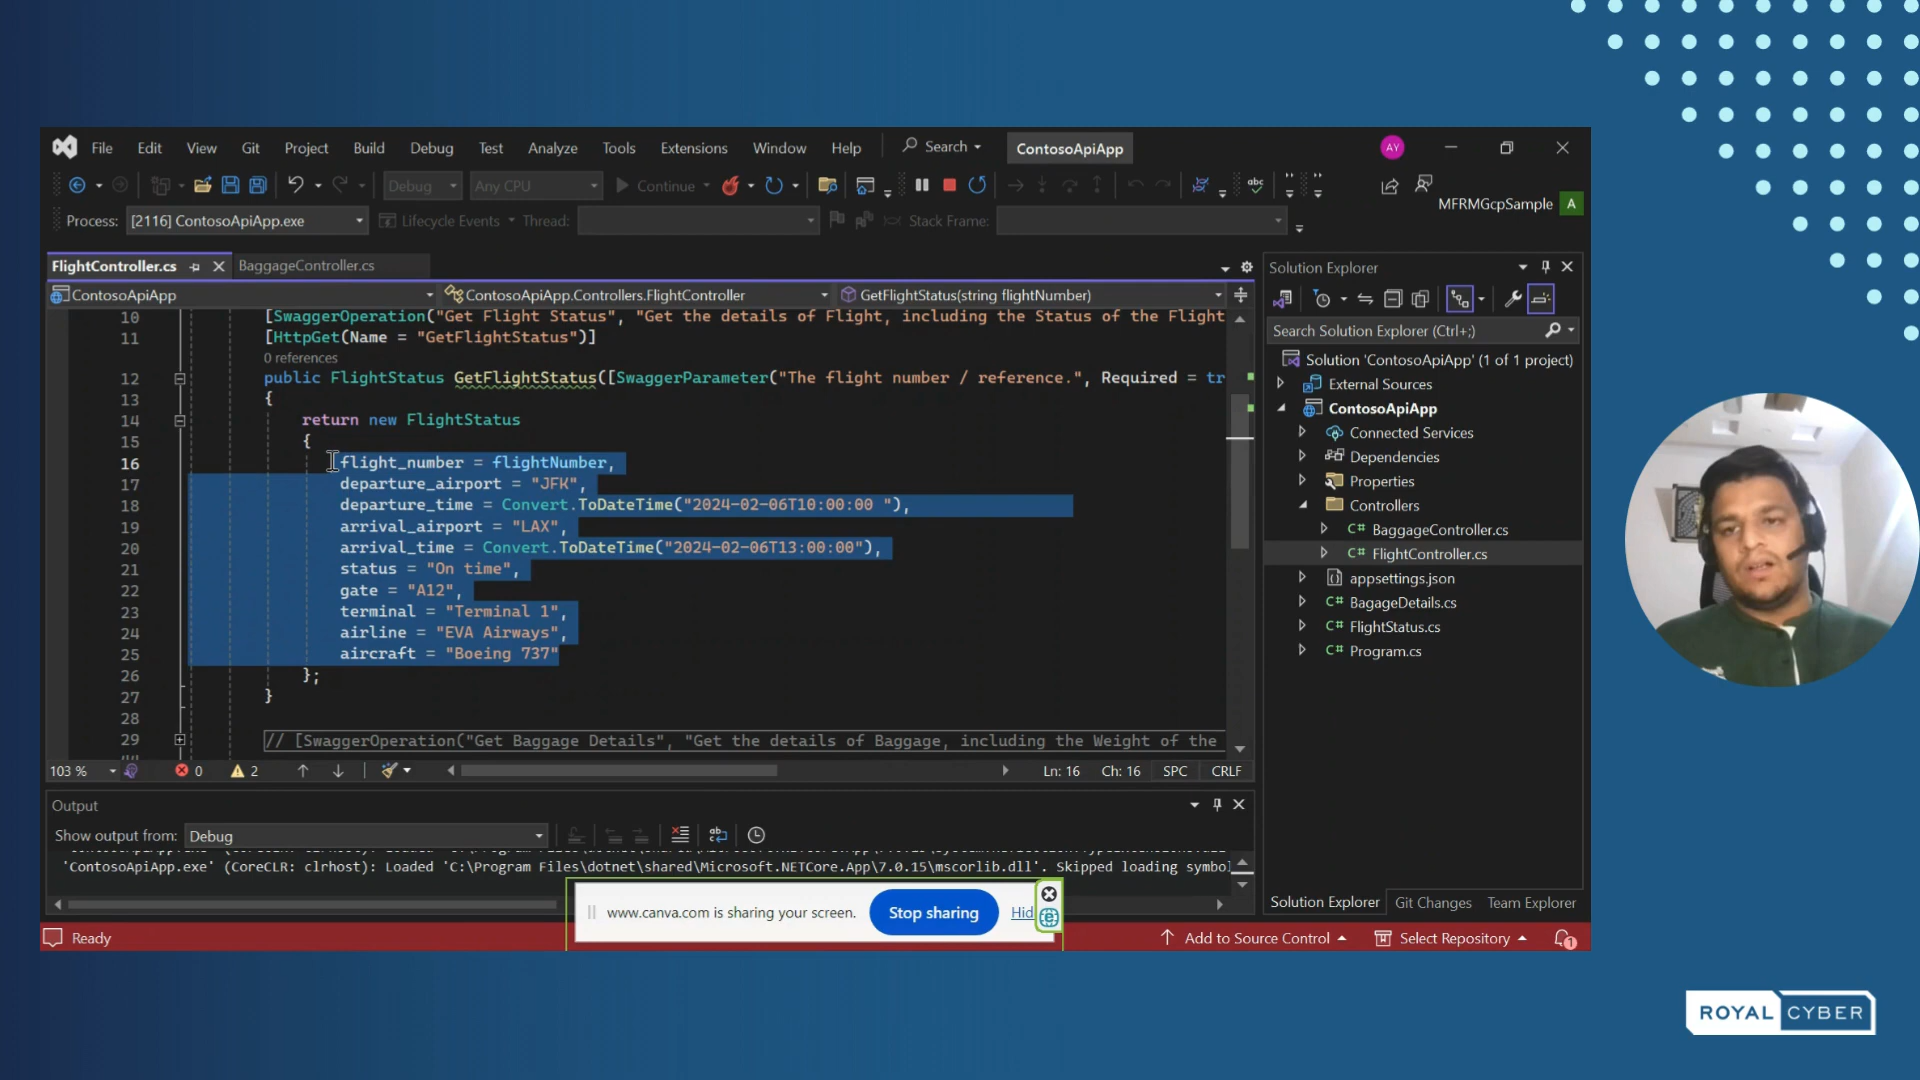 File Edit View Git Project Build Debug Test Analyze Tools Extensions Window Help Search ContosoApiApp AY
Debug Any CPU Continue abc
MFRMGcpSample A
Process: [2116] ContosoApiApp.exe Lifecycle Events Thread: Stack Frame:
FlightController.cs BaggageController.cs
ContosoApiApp ContosoApiApp.Controllers.FlightController GetFlightStatus(string flightNumber)
10 [SwaggerOperation("Get Flight Status", "Get the details of Flight, including the Status of the Flight
11 [HttpGet(Name = "GetFlightStatus")]
0 references
12 public FlightStatus GetFlightStatus([SwaggerParameter("The flight number / reference.", Required = tr
13 {
14 return new FlightStatus
15 {
16 flight_number = flightNumber,
17 departure_airport = "JFK",
18 departure_time = Convert.ToDateTime("2024-02-06T10:00:00 "),
19 arrival_airport = "LAX",
20 arrival_time = Convert.ToDateTime("2024-02-06T13:00:00"),
21 status = "On time",
22 gate = "A12",
23 terminal = "Terminal 1",
24 airline = "EVA Airways",
25 aircraft = "Boeing 737"
26 };
27 }
28
29 // [SwaggerOperation("Get Baggage Details", "Get the details of Baggage, including the Weight of the
103 % 0 2 Ln: 16 Ch: 16 SPC CRLF
Output
Show output from: Debug
'ContosoApiApp.exe' (CoreCLR: clrhost): Loaded 'C:\Program Files\dotnet\shared\Microsoft.NETCore.App\7.0.15\mscorlib.dll'. Skipped loading symbol
www.canva.com is sharing your screen. Stop sharing Hid
Ready Add to Source Control Select Repository 1
Solution Explorer
Search Solution Explorer (Ctrl+;)
Solution 'ContosoApiApp' (1 of 1 project)
External Sources
ContosoApiApp
Connected Services
Dependencies
Properties
Controllers
C# BaggageController.cs
C# FlightController.cs
appsettings.json
C# BagageDetails.cs
C# FlightStatus.cs
C# Program.cs
Solution Explorer Git Changes Team Explorer
ROYAL CYBER